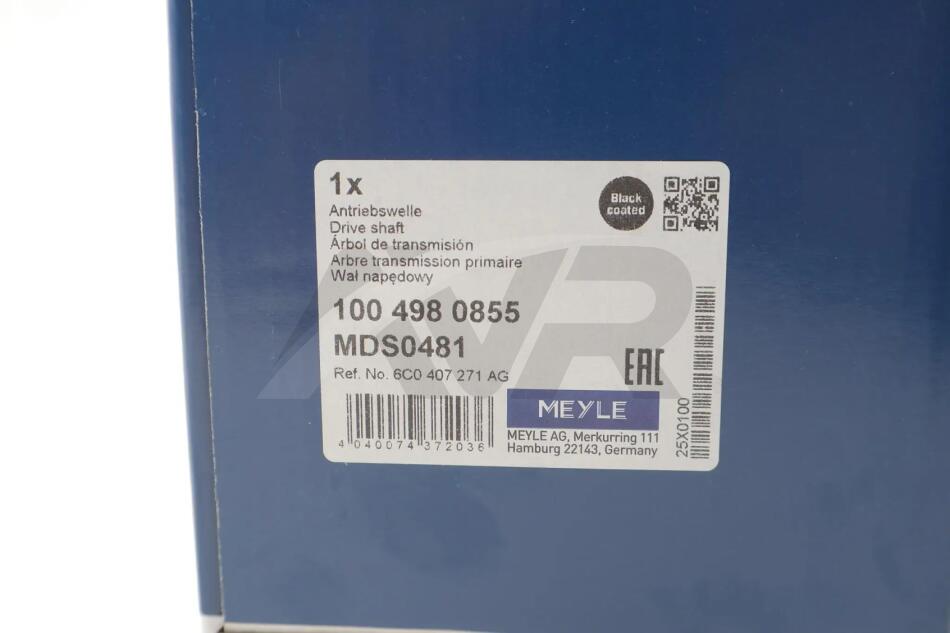 1x
Black
coated
Antriebswelle
Drive shaft
Árbol de transmisión
Arbre transmission primaire
Wał napędowy
100 498 0855
MDS0481
Ref. No. 6C0 407 271 AG
EAC
MEYLE
MEYLE AG, Merkurring 111
Hamburg 22143, Germany
4 040074 372036
25X0100
AVR